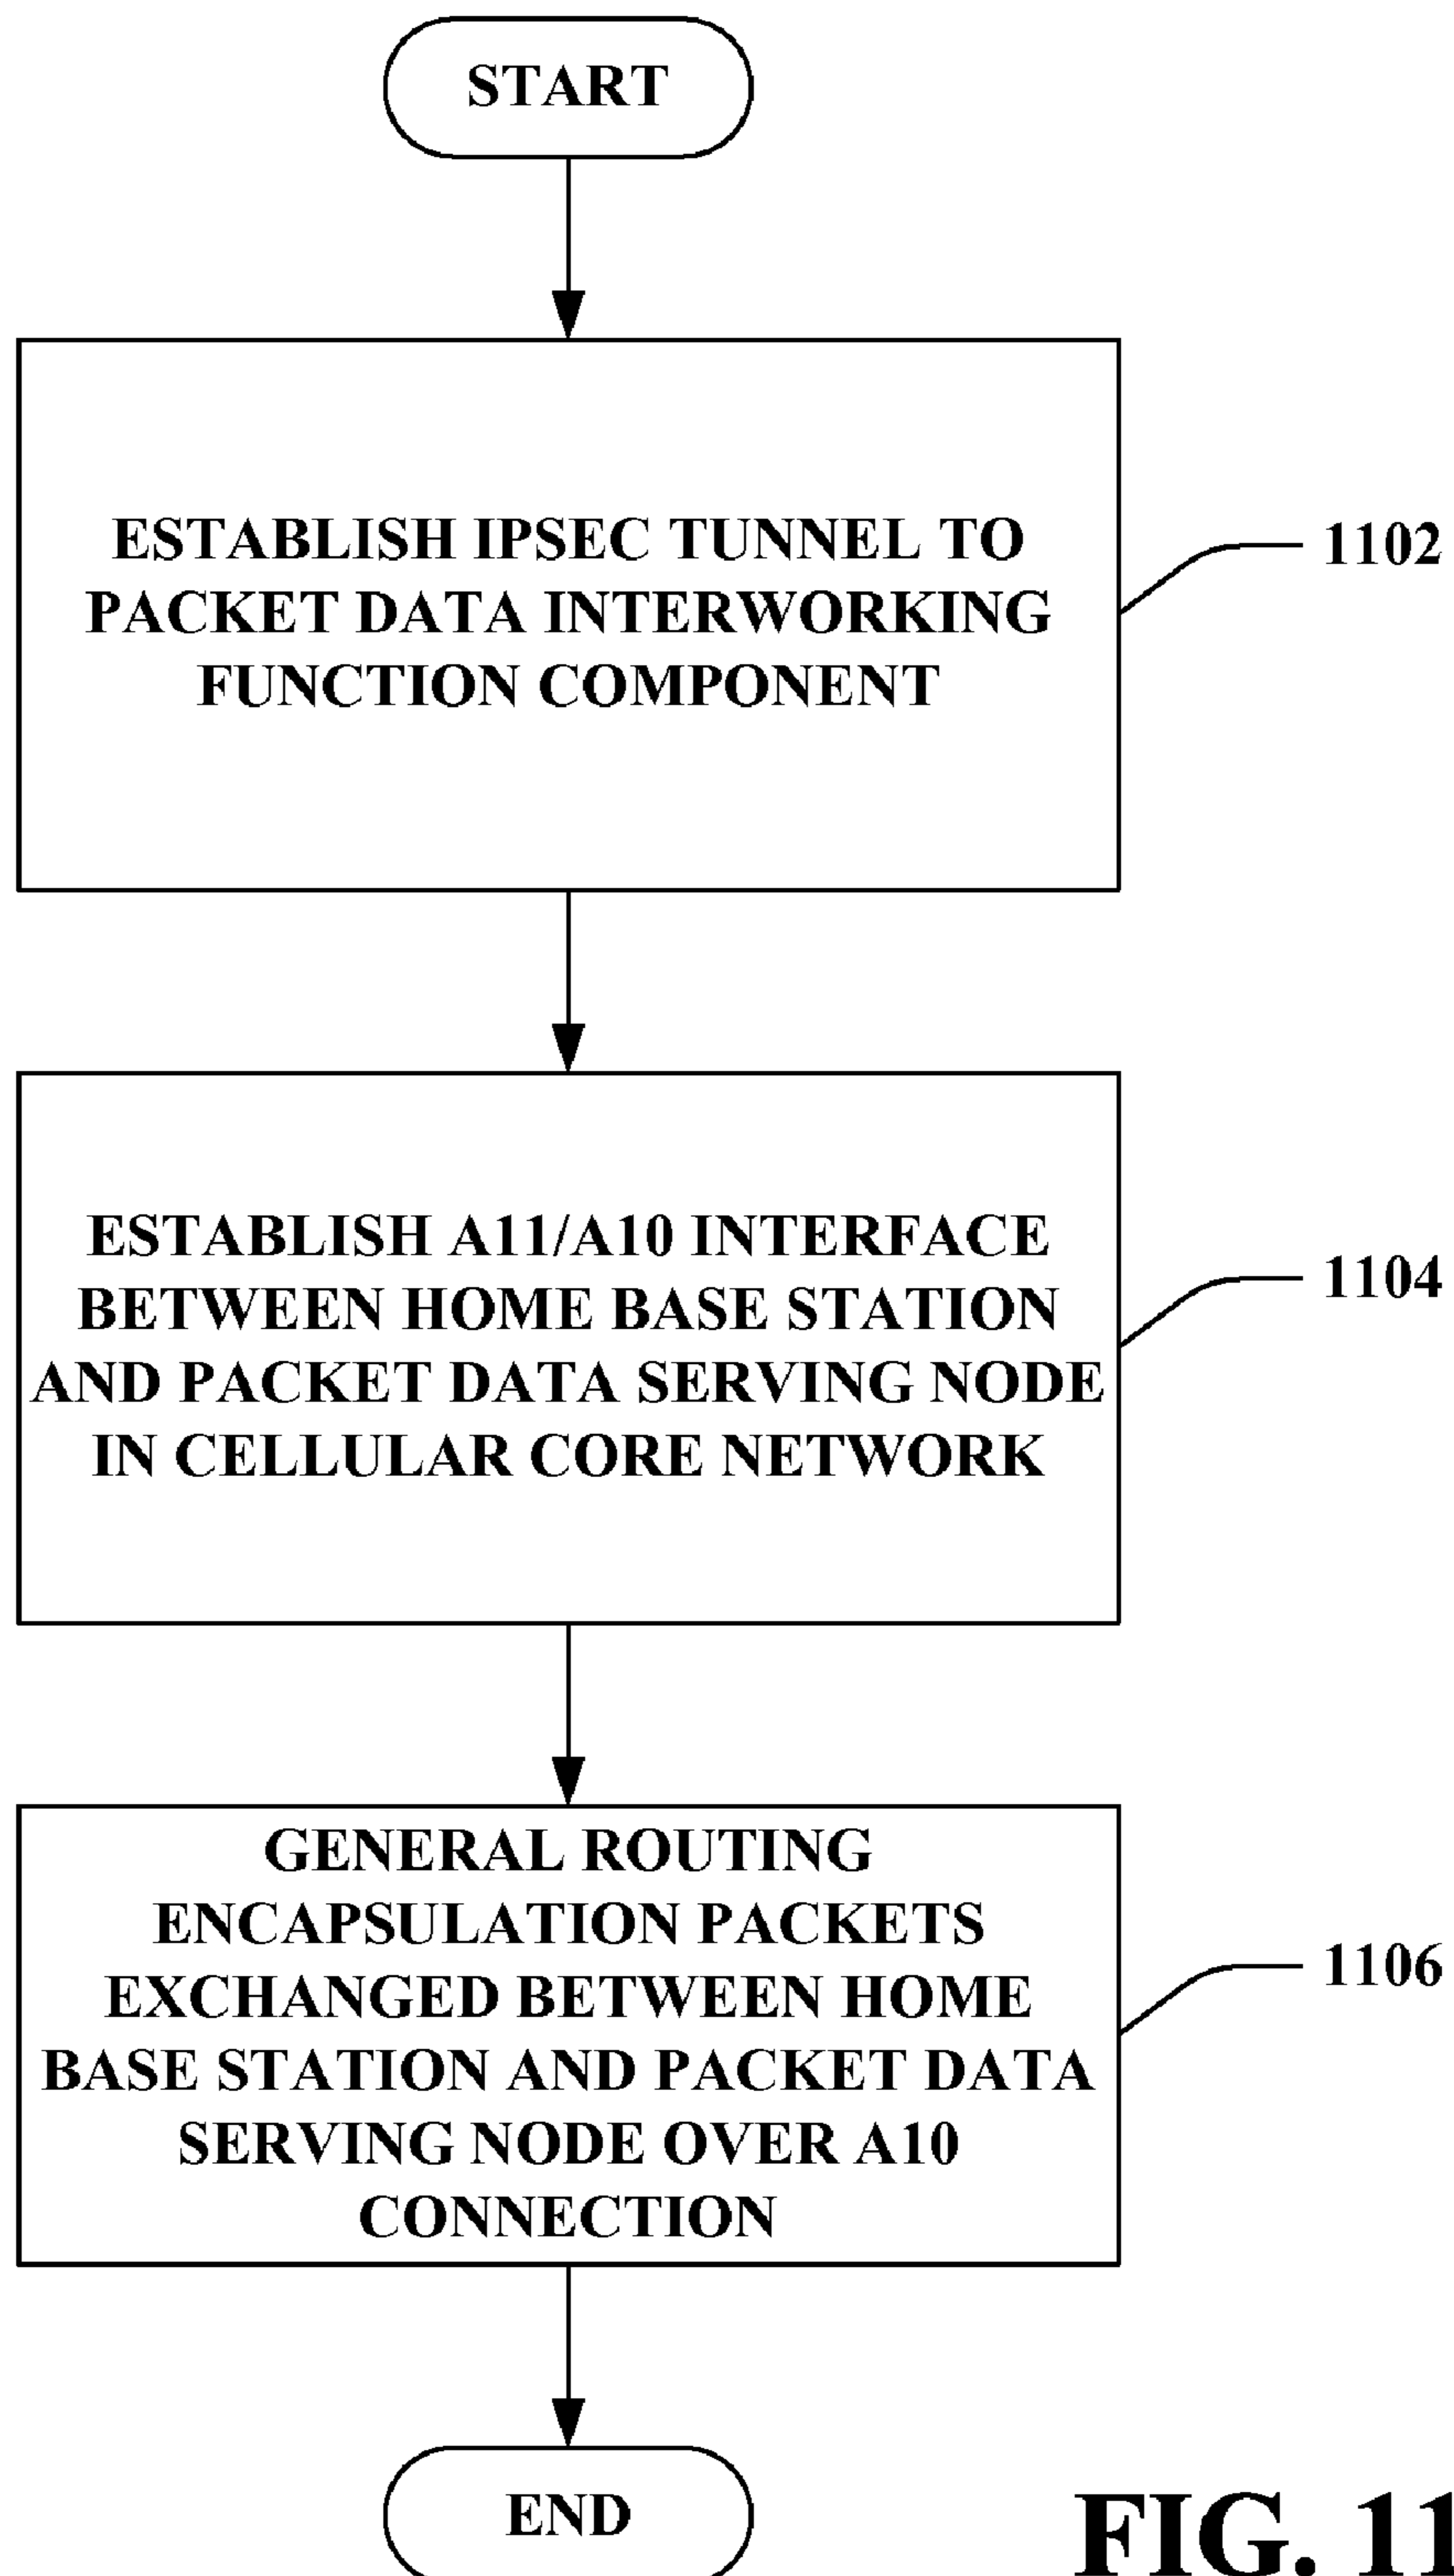 START
ESTABLISH IPSEC TUNNEL TO
PACKET DATA INTERWORKING
FUNCTION COMPONENT
1102
ESTABLISH A11/A10 INTERFACE
BETWEEN HOME BASE STATION
AND PACKET DATA SERVING NODE
IN CELLULAR CORE NETWORK
1104
GENERAL ROUTING
ENCAPSULATION PACKETS
EXCHANGED BETWEEN HOME
BASE STATION AND PACKET DATA
SERVING NODE OVER A10
CONNECTION
1106
END
FIG. 11